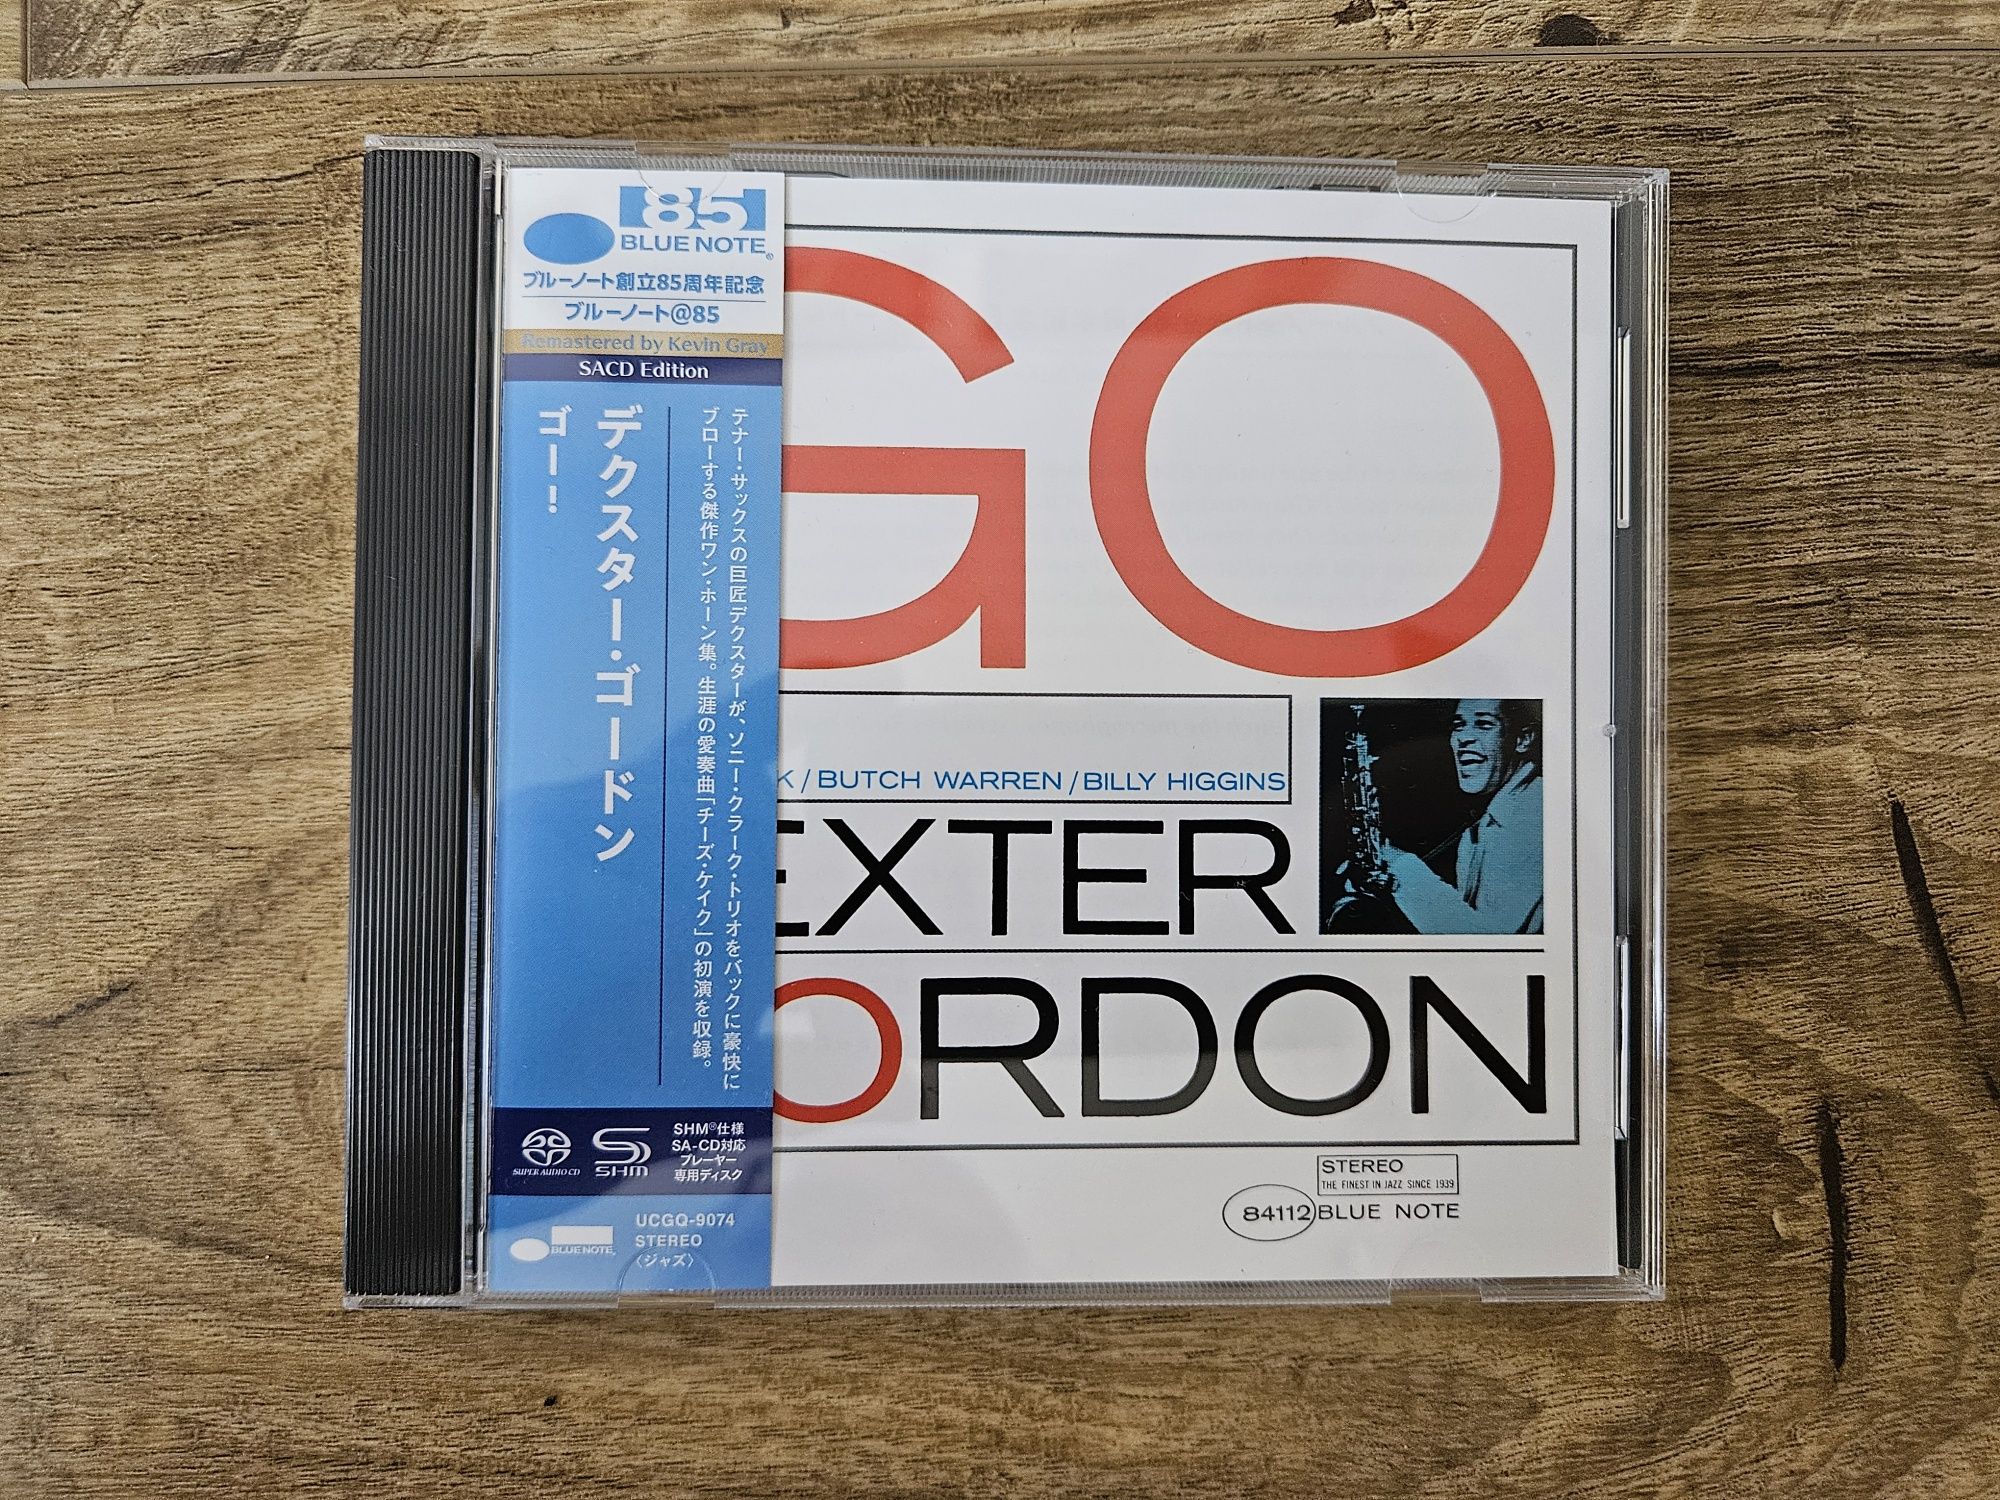 85
BLUE NOTE®
ブルーノート創立85周年記念
ブルーノート@85
Remastered by Kevin Gray
SACD Edition
テナー・サックスの巨匠デクスターが、ソニー・クラーク・トリオをバックに豪快に
ブローする傑作ワン・ホーン集。生涯の愛奏曲「チーズ・ケイク」の初演を収録。
デクスター・ゴードン
ゴー！
SUPER AUDIO CD
SHM
SHM®仕様
SA-CD対応
プレーヤー
専用ディスク
BLUE NOTE®
UCGQ-9074
STEREO
〈ジャズ〉
GO
K/BUTCH WARREN/BILLY HIGGINS
EXTER
ORDON
STEREO
THE FINEST IN JAZZ SINCE 1939
84112 BLUE NOTE